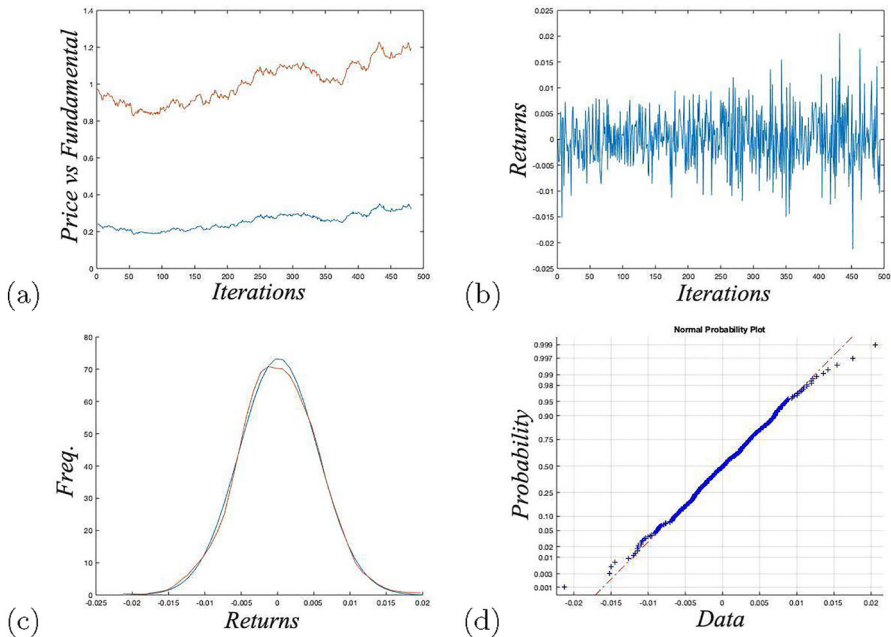 1.4
1.2
1
0.8
0.6
0.4
0.2
0
0 50 100 150 200 250 300 350 400 450 500
Price vs Fundamental
Iterations
(a)
0.025
0.02
0.015
0.01
0.005
0
-0.005
-0.01
-0.015
-0.02
-0.025
0 50 100 150 200 250 300 350 400 450 500
Returns
Iterations
(b)
80
70
60
50
40
30
20
10
0
-0.025 -0.02 -0.015 -0.01 -0.005 0 0.005 0.01 0.015 0.02
Freq.
Returns
(c)
Normal Probability Plot
0.999
0.997
0.99
0.98
0.95
0.90
0.75
0.50
0.25
0.10
0.05
0.02
0.01
0.003
0.001
-0.02 -0.015 -0.01 -0.005 0 0.005 0.01 0.015 0.02
Probability
Data
(d)